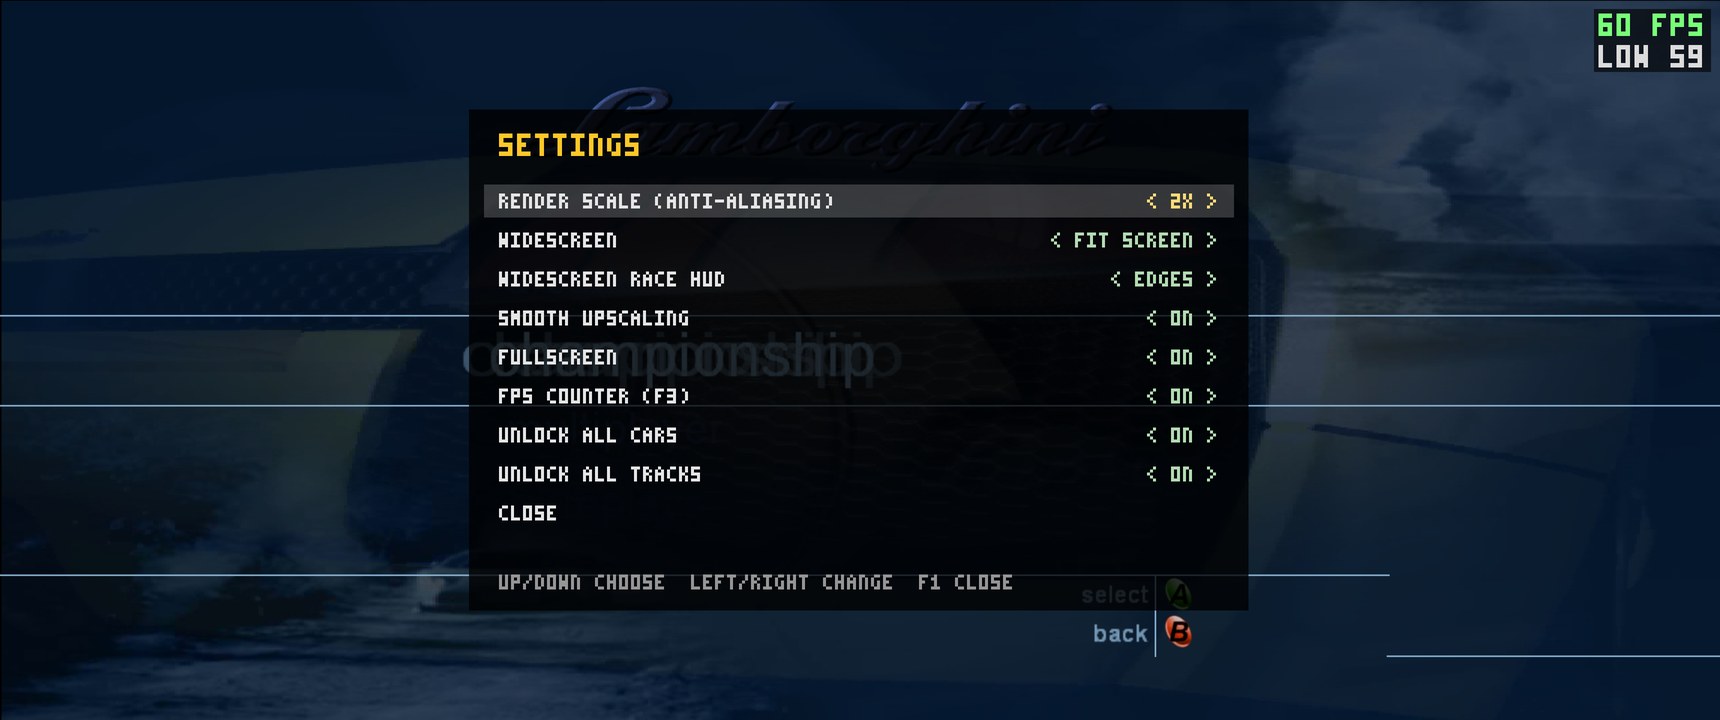 60 FPS
LOW 59
Lamborghini
SETTINGS
RENDER SCALE (ANTI-ALIASING) < 2X >
WIDESCREEN < FIT SCREEN >
WIDESCREEN RACE HUD < EDGES >
SMOOTH UPSCALING < ON >
championship
FULLSCREEN < ON >
FPS COUNTER (F3) < ON >
UNLOCK ALL CARS < ON >
UNLOCK ALL TRACKS < ON >
CLOSE
UP/DOWN CHOOSE LEFT/RIGHT CHANGE F1 CLOSE
select A
back B